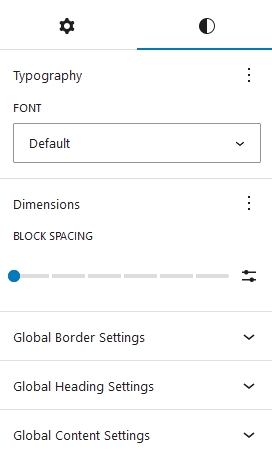 Typography
FONT
Default
Dimensions
BLOCK SPACING
Global Border Settings
Global Heading Settings
Global Content Settings